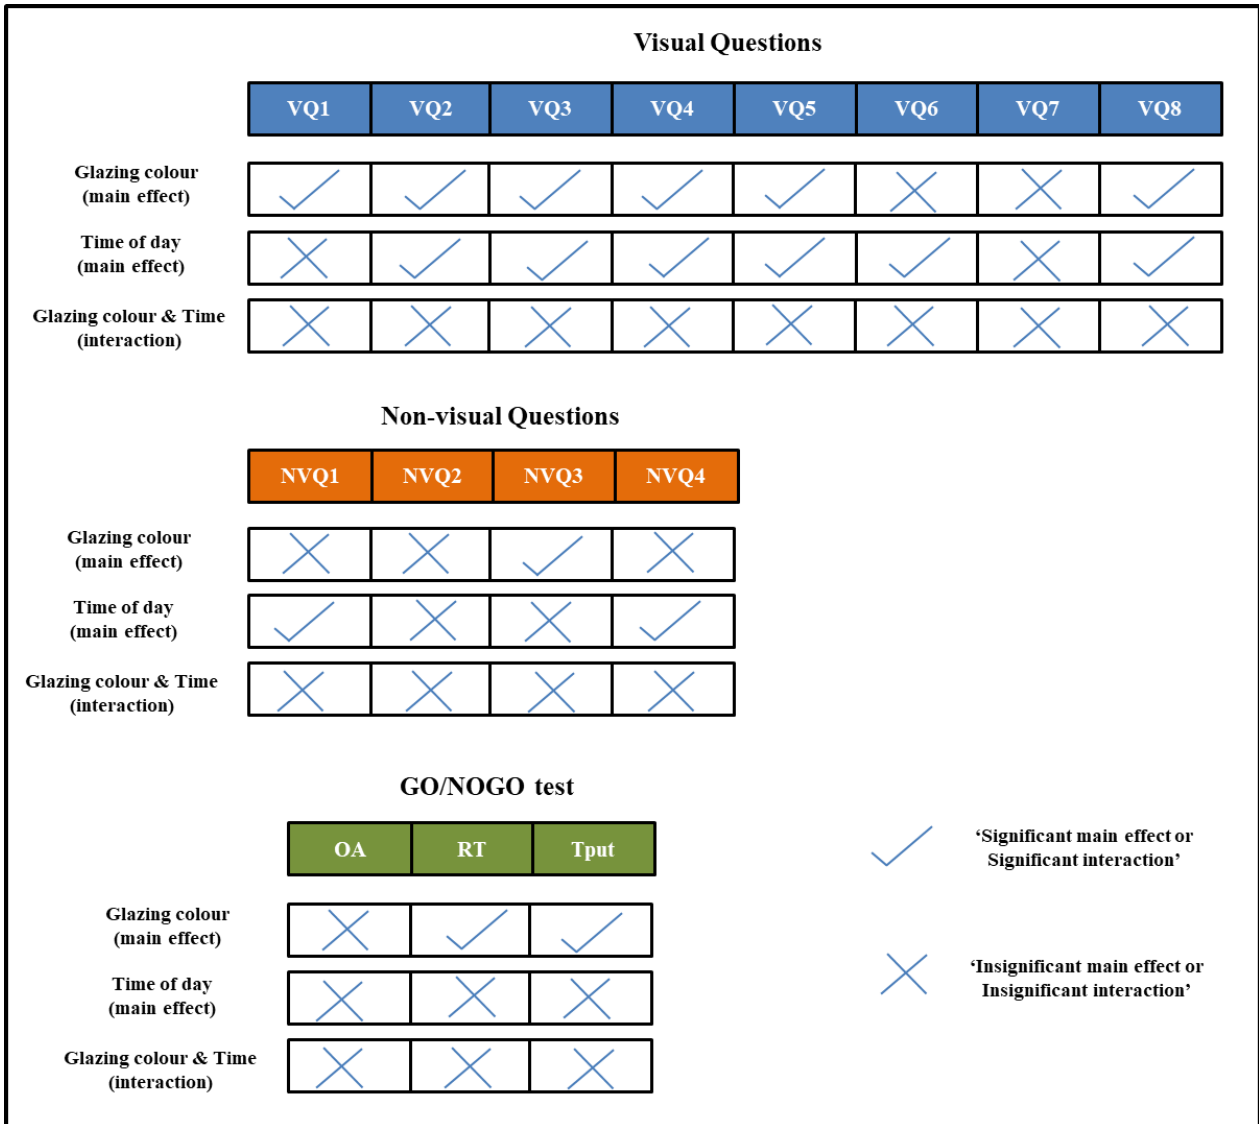 Visual Questions
VQ1 VQ2 VQ3 VQ4 VQ5 VQ6 VQ7 VQ8
Glazing colour
(main effect)
Time of day
(main effect)
Glazing colour & Time
(interaction)
Non-visual Questions
NVQ1 NVQ2 NVQ3 NVQ4
Glazing colour
(main effect)
Time of day
(main effect)
Glazing colour & Time
(interaction)
GO/NOGO test
OA RT Tput
Glazing colour
(main effect)
Time of day
(main effect)
Glazing colour & Time
(interaction)
‘Significant main effect or
Significant interaction’
‘Insignificant main effect or
Insignificant interaction’